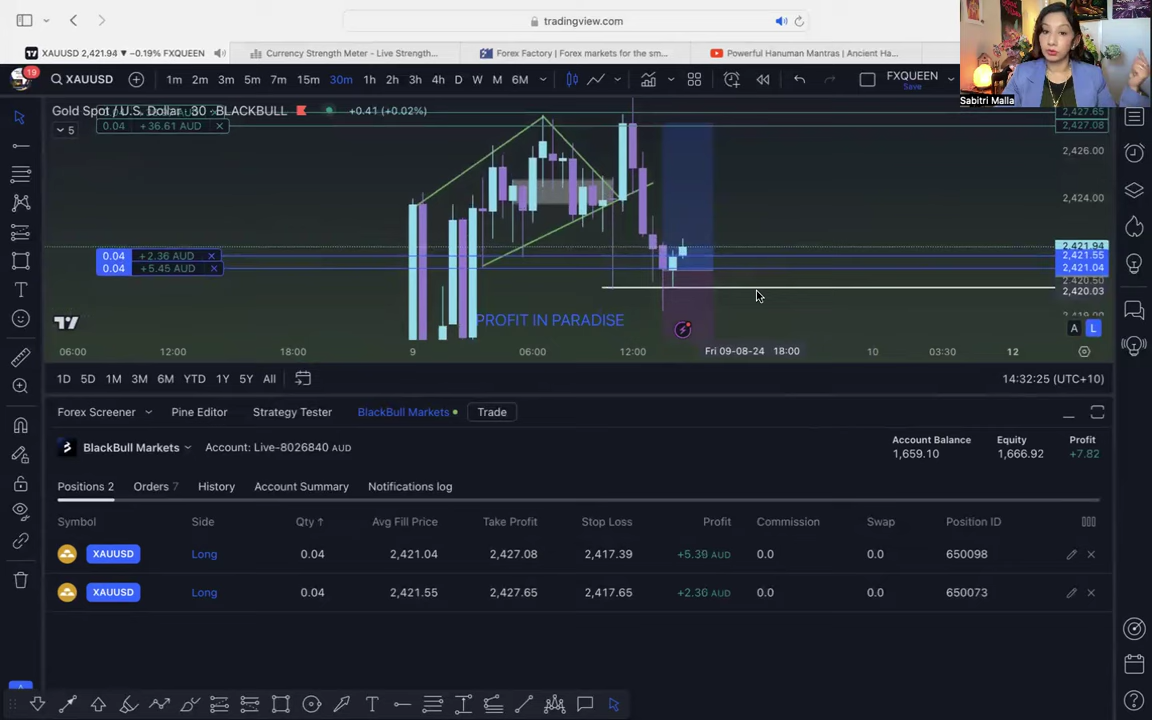 tradingview.com
XAUUSD 2,421.94 ▼ −0.19% FXQUEEN
Currency Strength Meter - Live Strength...
Forex Factory | Forex markets for the sm...
Powerful Hanuman Mantras | Ancient Ha...
19 XAUUSD 1m 2m 3m 5m 7m 15m 30m 1h 2h 3h 4h D W M 6M FXQUEEN
Save
Sabitri Malla
Gold Spot / U.S. Dollar · 30 · BLACKBULL +0.41 (+0.02%)
2,427.65
0.04 +36.61 AUD
2,427.08
5
2,426.00
2,424.00
2,421.94
0.04 +2.36 AUD
2,421.55
0.04 +5.45 AUD
2,421.04
2,420.50
2,420.03
2,419.00
PROFIT IN PARADISE
A L
06:00 12:00 18:00 9 06:00 12:00 Fri 09-08-24 18:00 10 03:30 12
1D 5D 1M 3M 6M YTD 1Y 5Y All 14:32:25 (UTC+10)
Forex Screener Pine Editor Strategy Tester BlackBull Markets Trade
BlackBull Markets Account: Live-8026840 AUD
Account Balance Equity Profit
1,659.10 1,666.92 +7.82
Positions 2 Orders 7 History Account Summary Notifications log
Symbol Side Qty ↑ Avg Fill Price Take Profit Stop Loss Profit Commission Swap Position ID
XAUUSD Long 0.04 2,421.04 2,427.08 2,417.39 +5.39 AUD 0.0 0.0 650098
XAUUSD Long 0.04 2,421.55 2,427.65 2,417.65 +2.36 AUD 0.0 0.0 650073